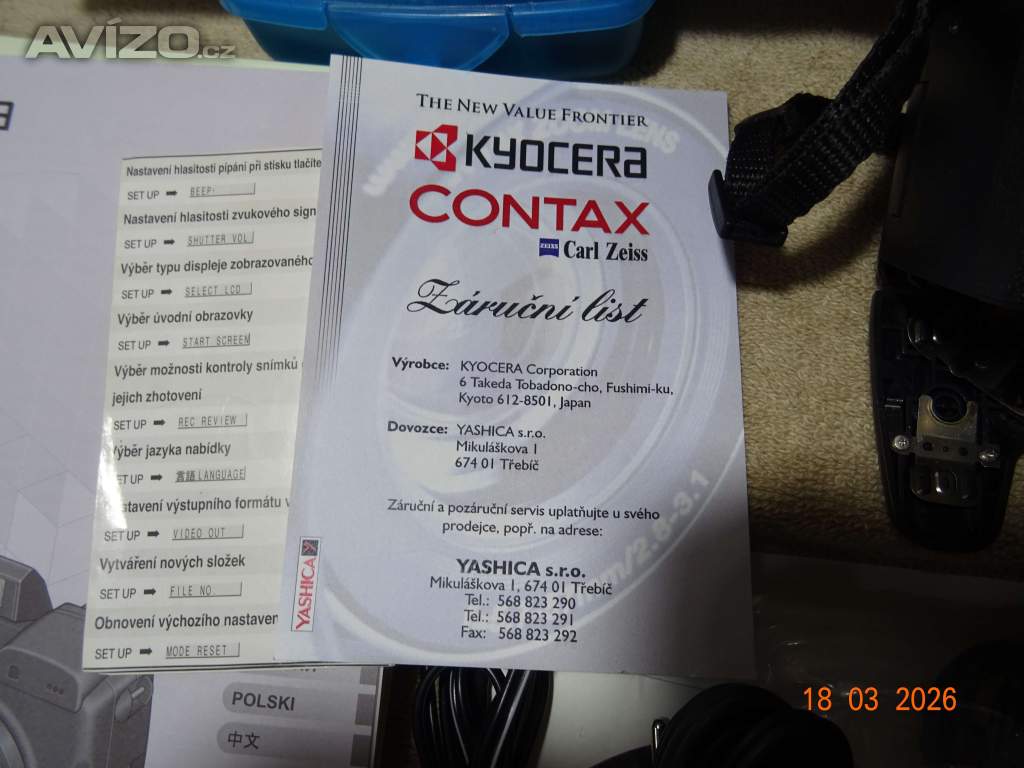 AVÍZO.cz
Nastavení hlasitosti pípání při stisku
SET UP ➡ BEEP:
Nastavení hlasitosti zvukového
SET UP ➡ SHUTTER VOL
Výběr typu displeje
SET UP ➡ SELECT LCD
Výběr úvodní obrazovky
SET UP ➡ START SCREEN
Výběr možnosti kontroly snímků
jejich zhotovení
SET UP ➡ REC REVIEW
Výběr jazyka nabídky
SET UP ➡ 言語 LANGUAGE
výstupního formátu
SET UP ➡ VIDEO OUT
Vytváření nových složek
SET UP ➡ FILE NO.
Obnovení výchozího
SET UP ➡ MODE RESET
POLSKI
中文
THE NEW VALUE FRONTIER
KYOCERA
CONTAX
ZEISS Carl Zeiss
Záruční list
Výrobce: KYOCERA Corporation
6 Takeda Tobadono-cho, Fushimi-ku,
Kyoto 612-8501, Japan
Dovozce: YASHICA s.r.o.
Mikuláškova 1
674 01 Třebíč
Záruční a pozáruční servis uplatňujte u svého
prodejce, popř. na adrese:
YASHICA s.r.o.
Mikuláškova 1, 674 01 Třebíč
Tel.: 568 823 290
Tel.: 568 823 291
Fax: 568 823 292
YASHICA
18 03 2026